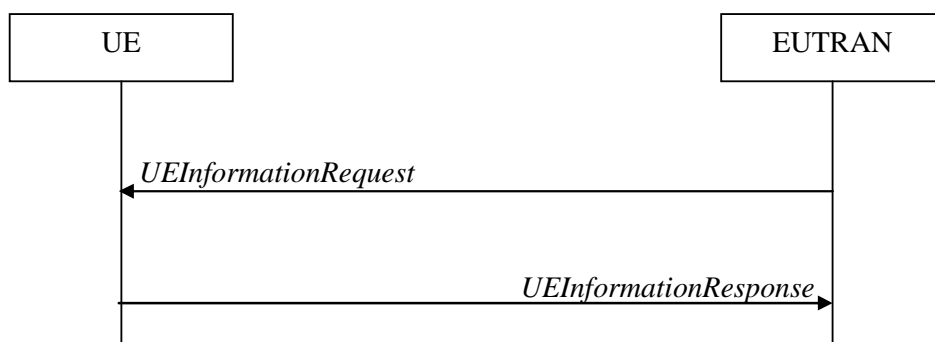 UE
EUTRAN
UEInformationRequest
UEInformationResponse